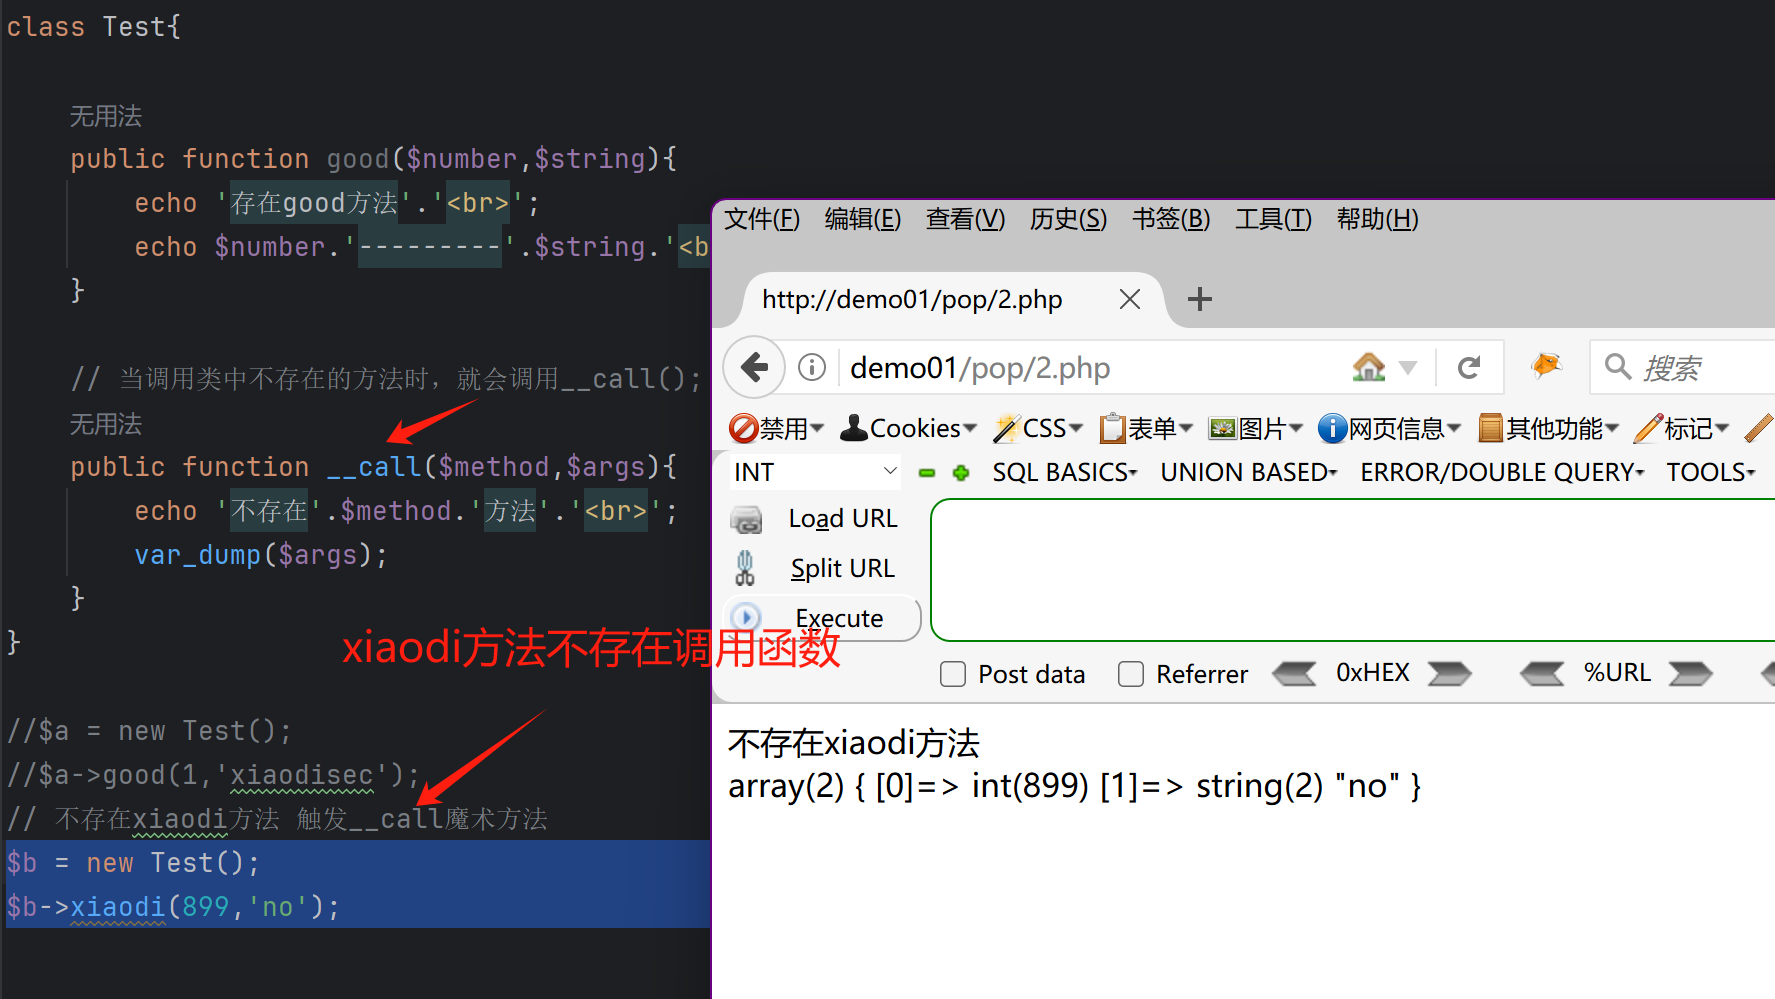 class Test{
无用法
public function good($number,$string){
echo '存在good方法'.'<br>';
echo $number.'---------'.$string.'<b
}
// 当调用类中不存在的方法时，就会调用__call();
无用法
public function __call($method,$args){
echo '不存在'.$method.'方法'.'<br>';
var_dump($args);
}
}
xiaodi方法不存在调用函数
//$a = new Test();
//$a->good(1,'xiaodisec');
// 不存在xiaodi方法 触发__call魔术方法
$b = new Test();
$b->xiaodi(899,'no');
文件(F) 编辑(E) 查看(V) 历史(S) 书签(B) 工具(T) 帮助(H)
http://demo01/pop/2.php
demo01/pop/2.php 搜索
禁用 Cookies CSS 表单 图片 网页信息 其他功能 标记
INT SQL BASICS UNION BASED ERROR/DOUBLE QUERY TOOLS
Load URL
Split URL
Execute
Post data Referrer 0xHEX %URL
不存在xiaodi方法
array(2) { [0]=> int(899) [1]=> string(2) "no" }